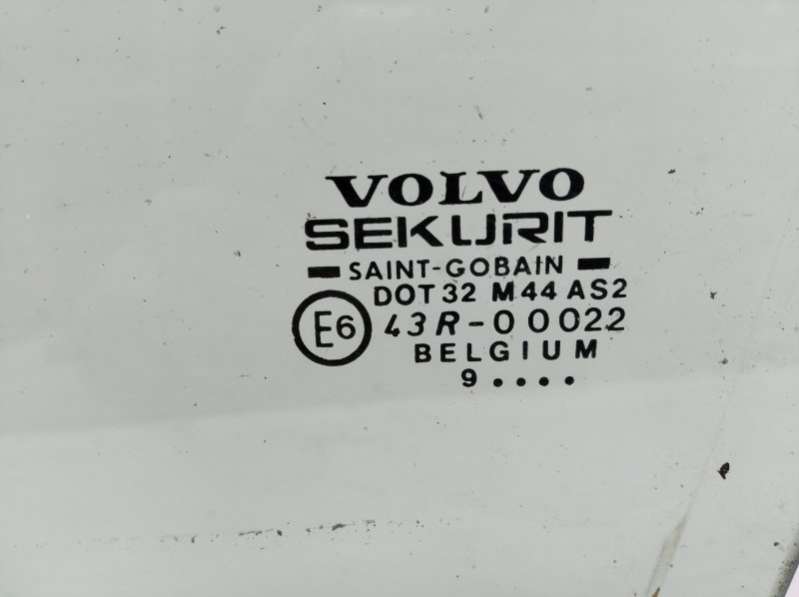 VOLVO
SEKURIT
SAINT-GOBAIN
DOT 32 M44 AS2
E6 43R-00022
BELGIUM
9 ....